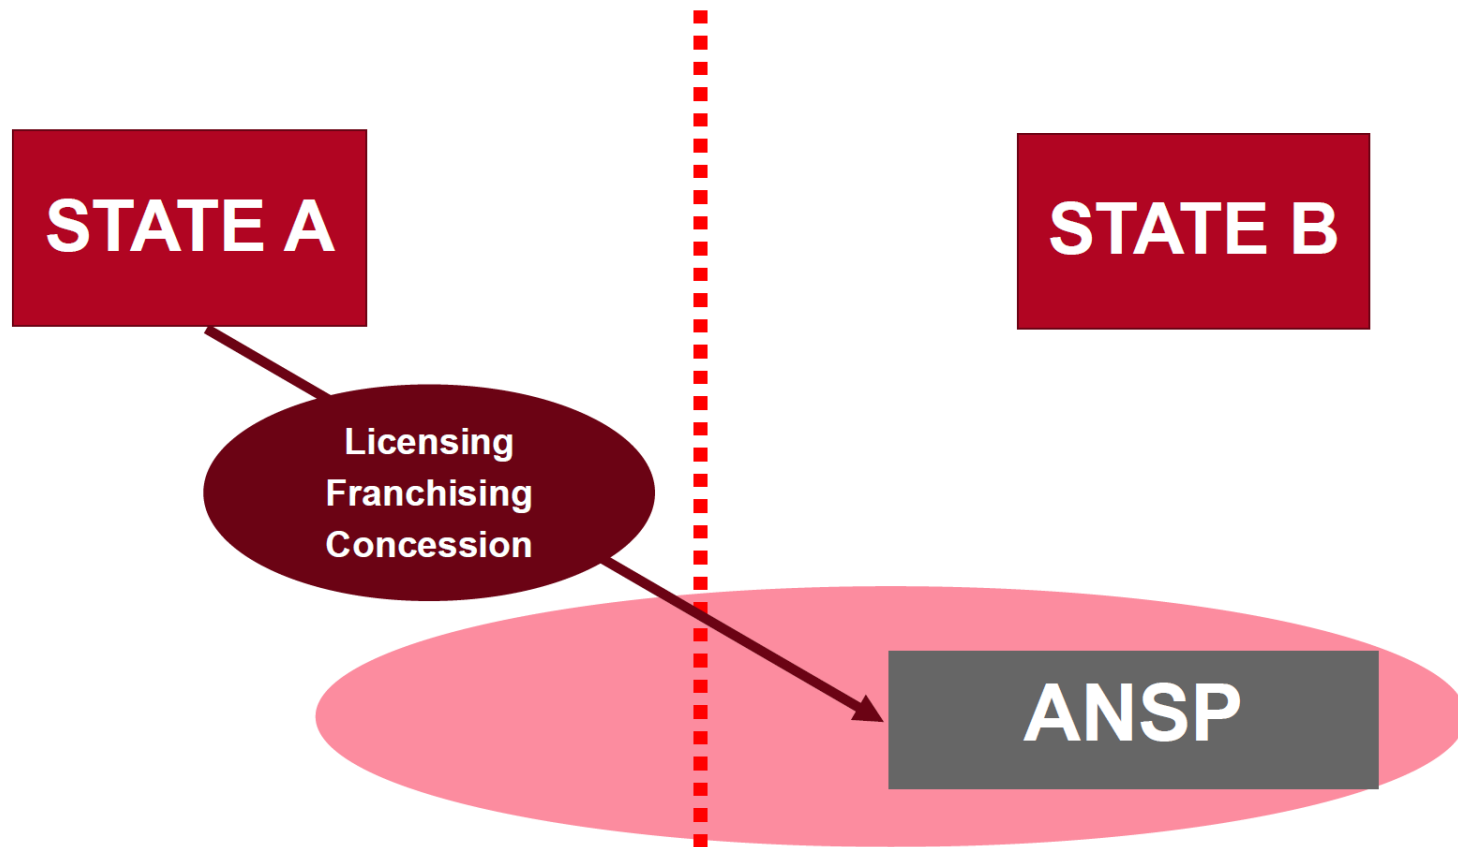 STATE A
STATE B
Licensing
Franchising
Concession
ANSP